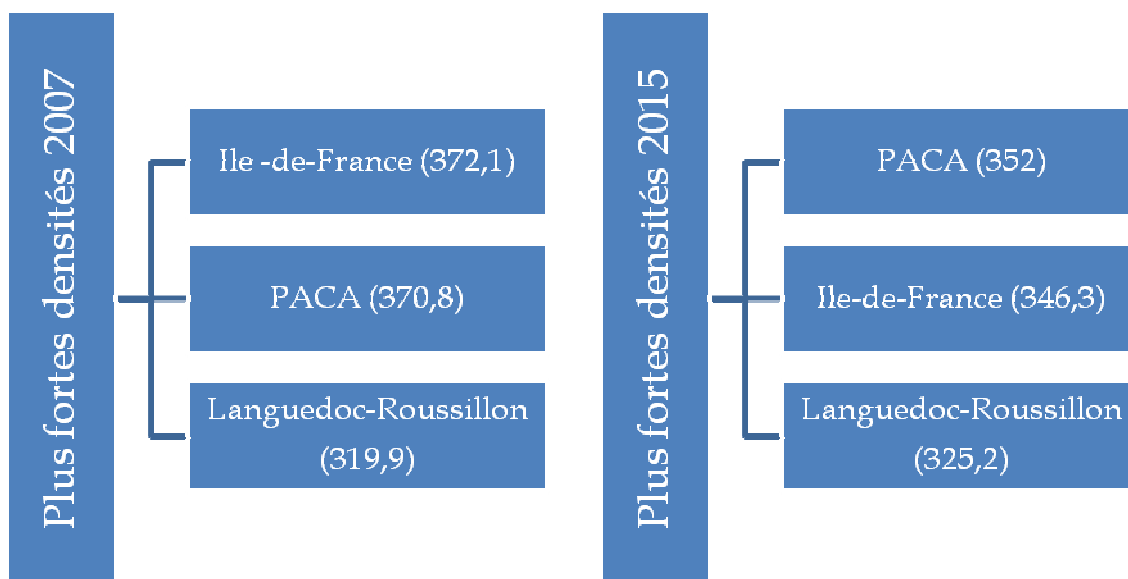 Plus fortes densités 2007
Ile -de-France (372,1)
PACA (370,8)
Languedoc-Roussillon
(319,9)
Plus fortes densités 2015
PACA (352)
Ile-de-France (346,3)
Languedoc-Roussillon
(325,2)